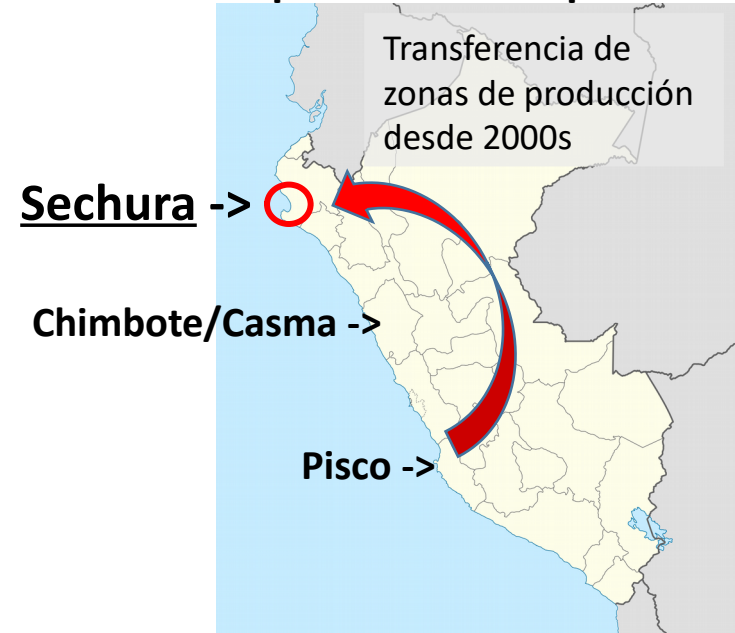 Transferencia de
zonas de producción
desde 2000s
Sechura ->
Chimbote/Casma ->
Pisco ->